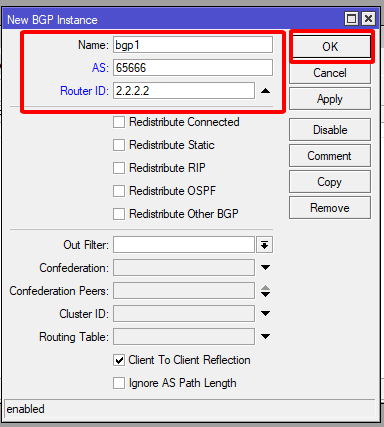 New BGP Instance
Name: bgp1
OK
AS: 65666
Cancel
Router ID: 2.2.2.2
Apply
Redistribute Connected
Disable
Redistribute Static
Comment
Redistribute RIP
Copy
Redistribute OSPF
Remove
Redistribute Other BGP
Out Filter:
Confederation:
Confederation Peers:
Cluster ID:
Routing Table:
Client To Client Reflection
Ignore AS Path Length
enabled